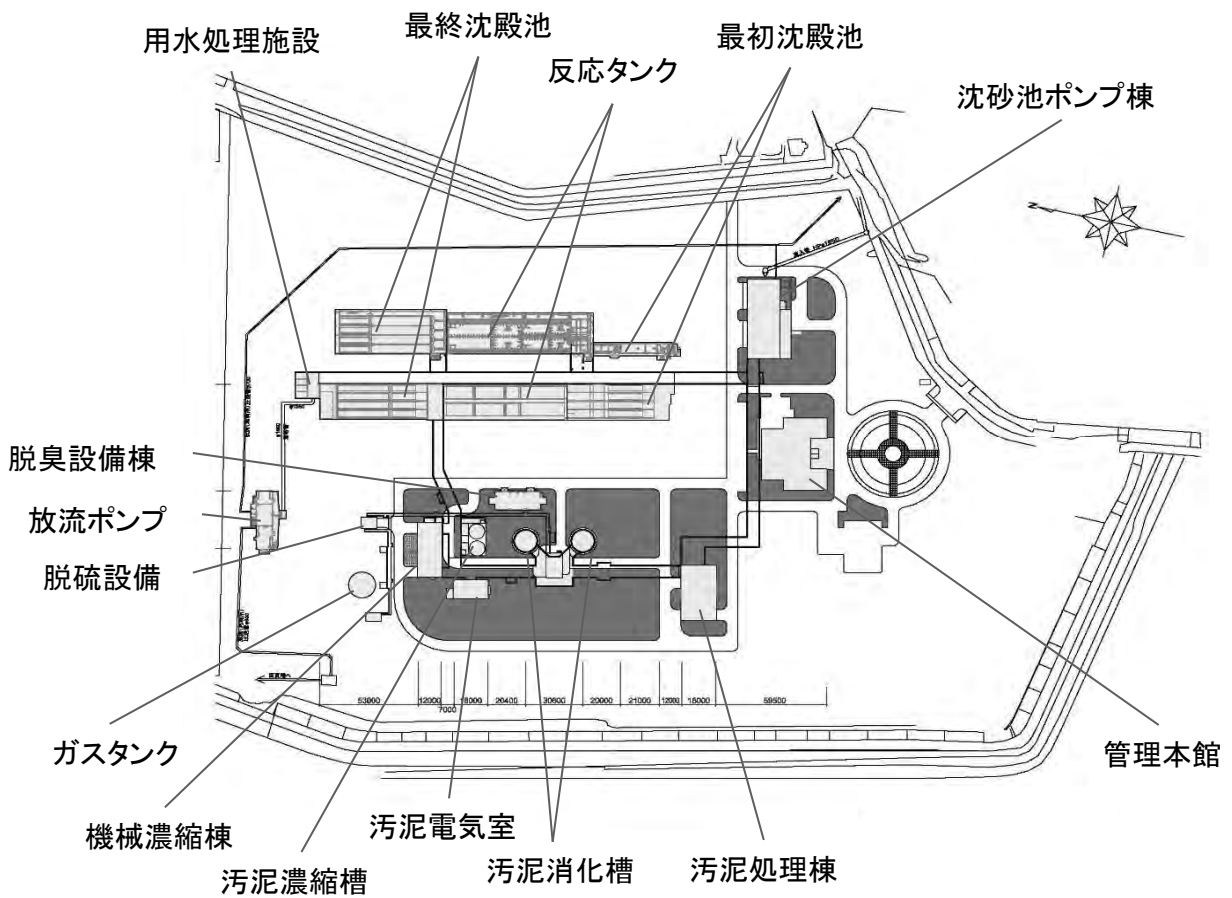 最終沈殿池
最初沈殿池
用水処理施設
反応タンク
沈砂池ポンプ棟
N
脱臭設備棟
放流ポンプ
脱硫設備
53000
12000
7000
18000
26400
30600
20000
21000
12000
18000
59500
ガスタンク
管理本館
機械濃縮棟
汚泥電気室
汚泥濃縮槽
汚泥消化槽
汚泥処理棟